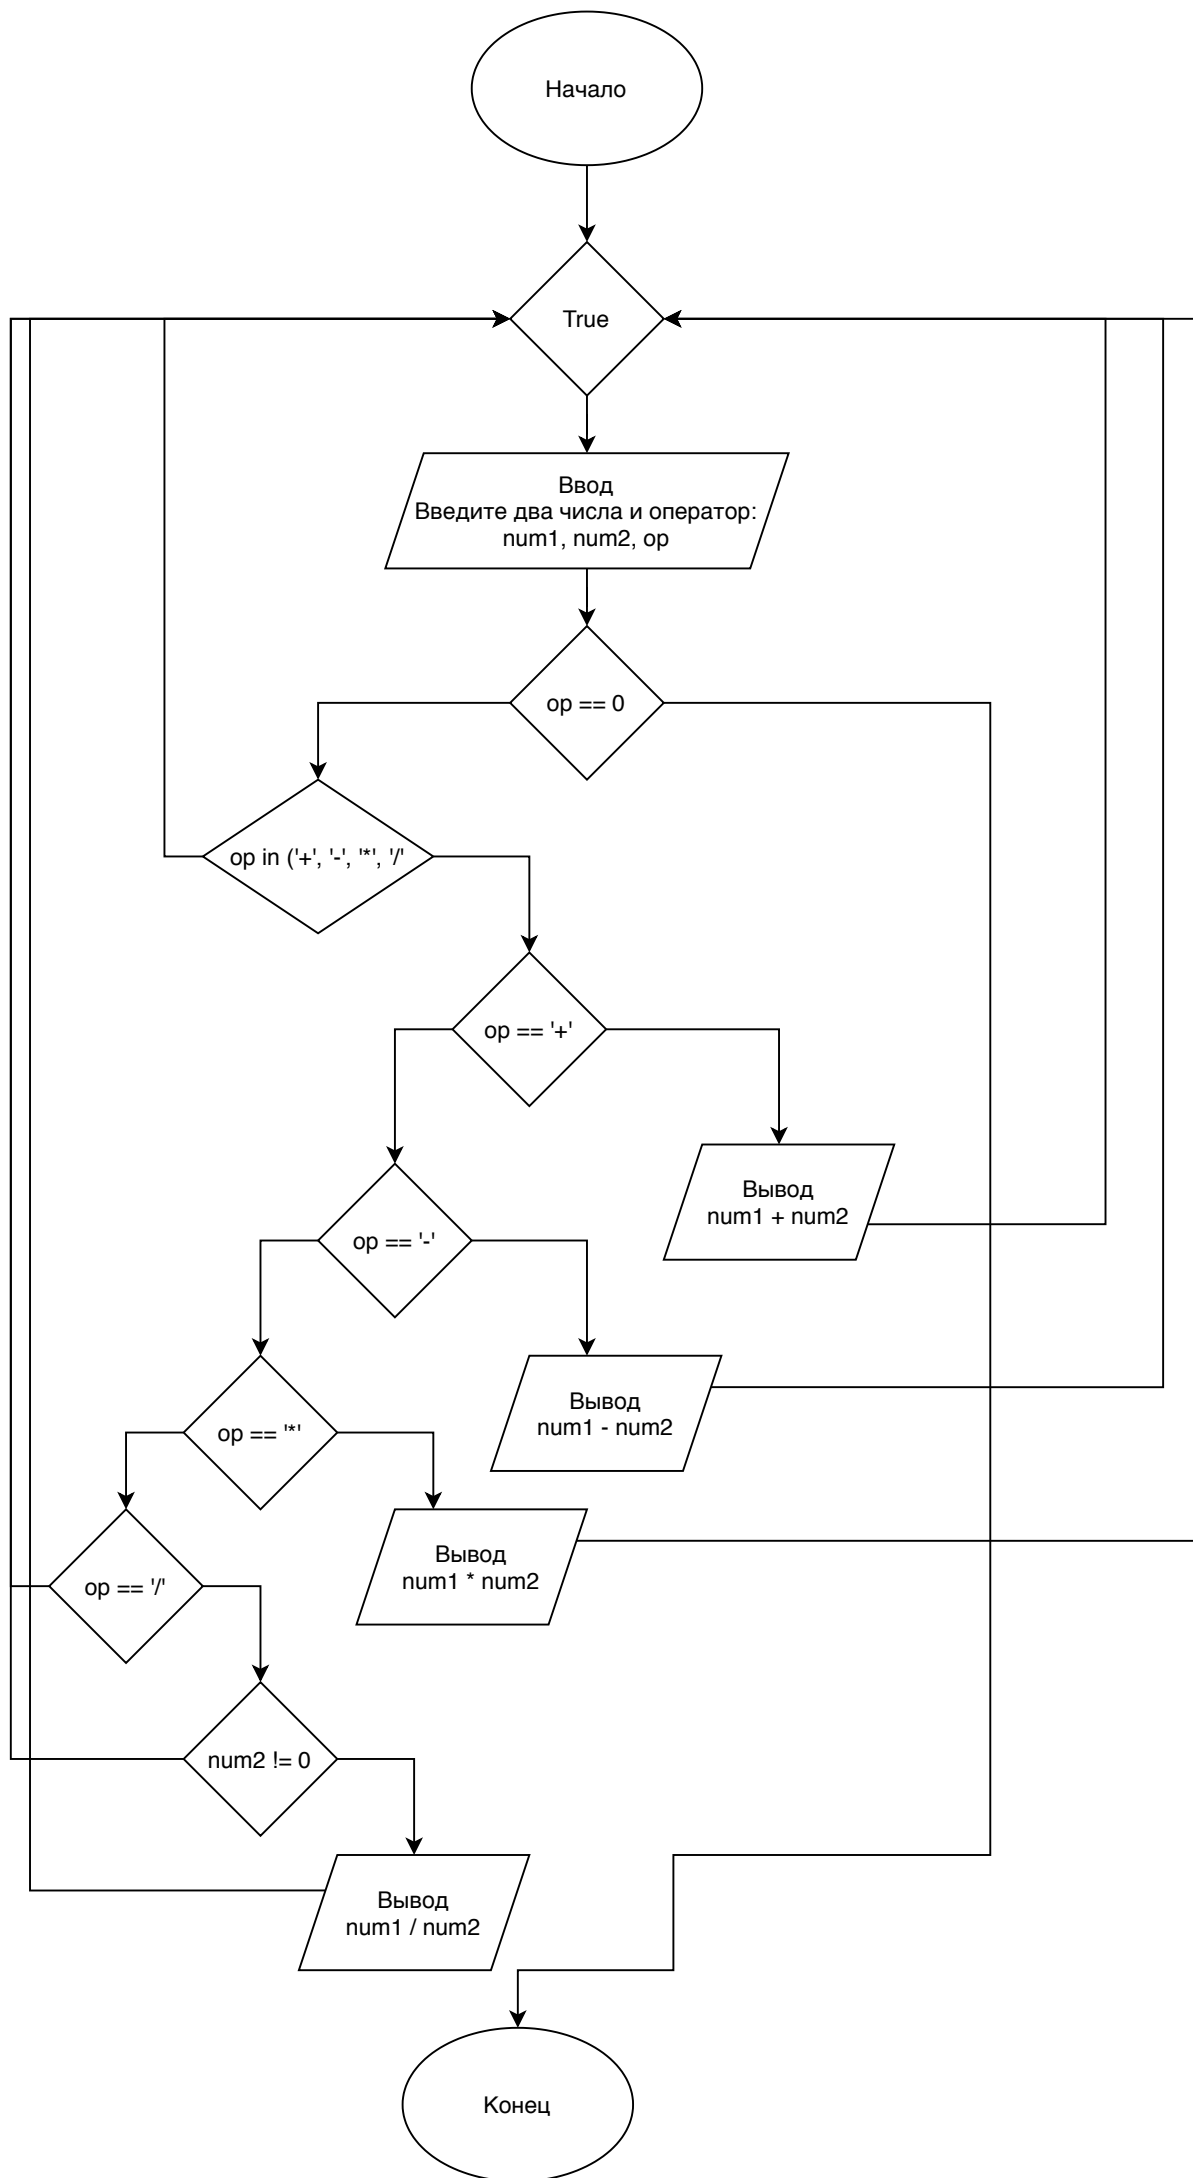 Начало
True
Ввод
Введите два числа и оператор:
num1, num2, op
op == 0
op in ('+', '-', '*', '/'
op == '+'
Вывод
num1 + num2
op == '-'
Вывод
num1 - num2
op == '*'
Вывод
num1 * num2
op == '/'
num2 != 0
Вывод
num1 / num2
Конец